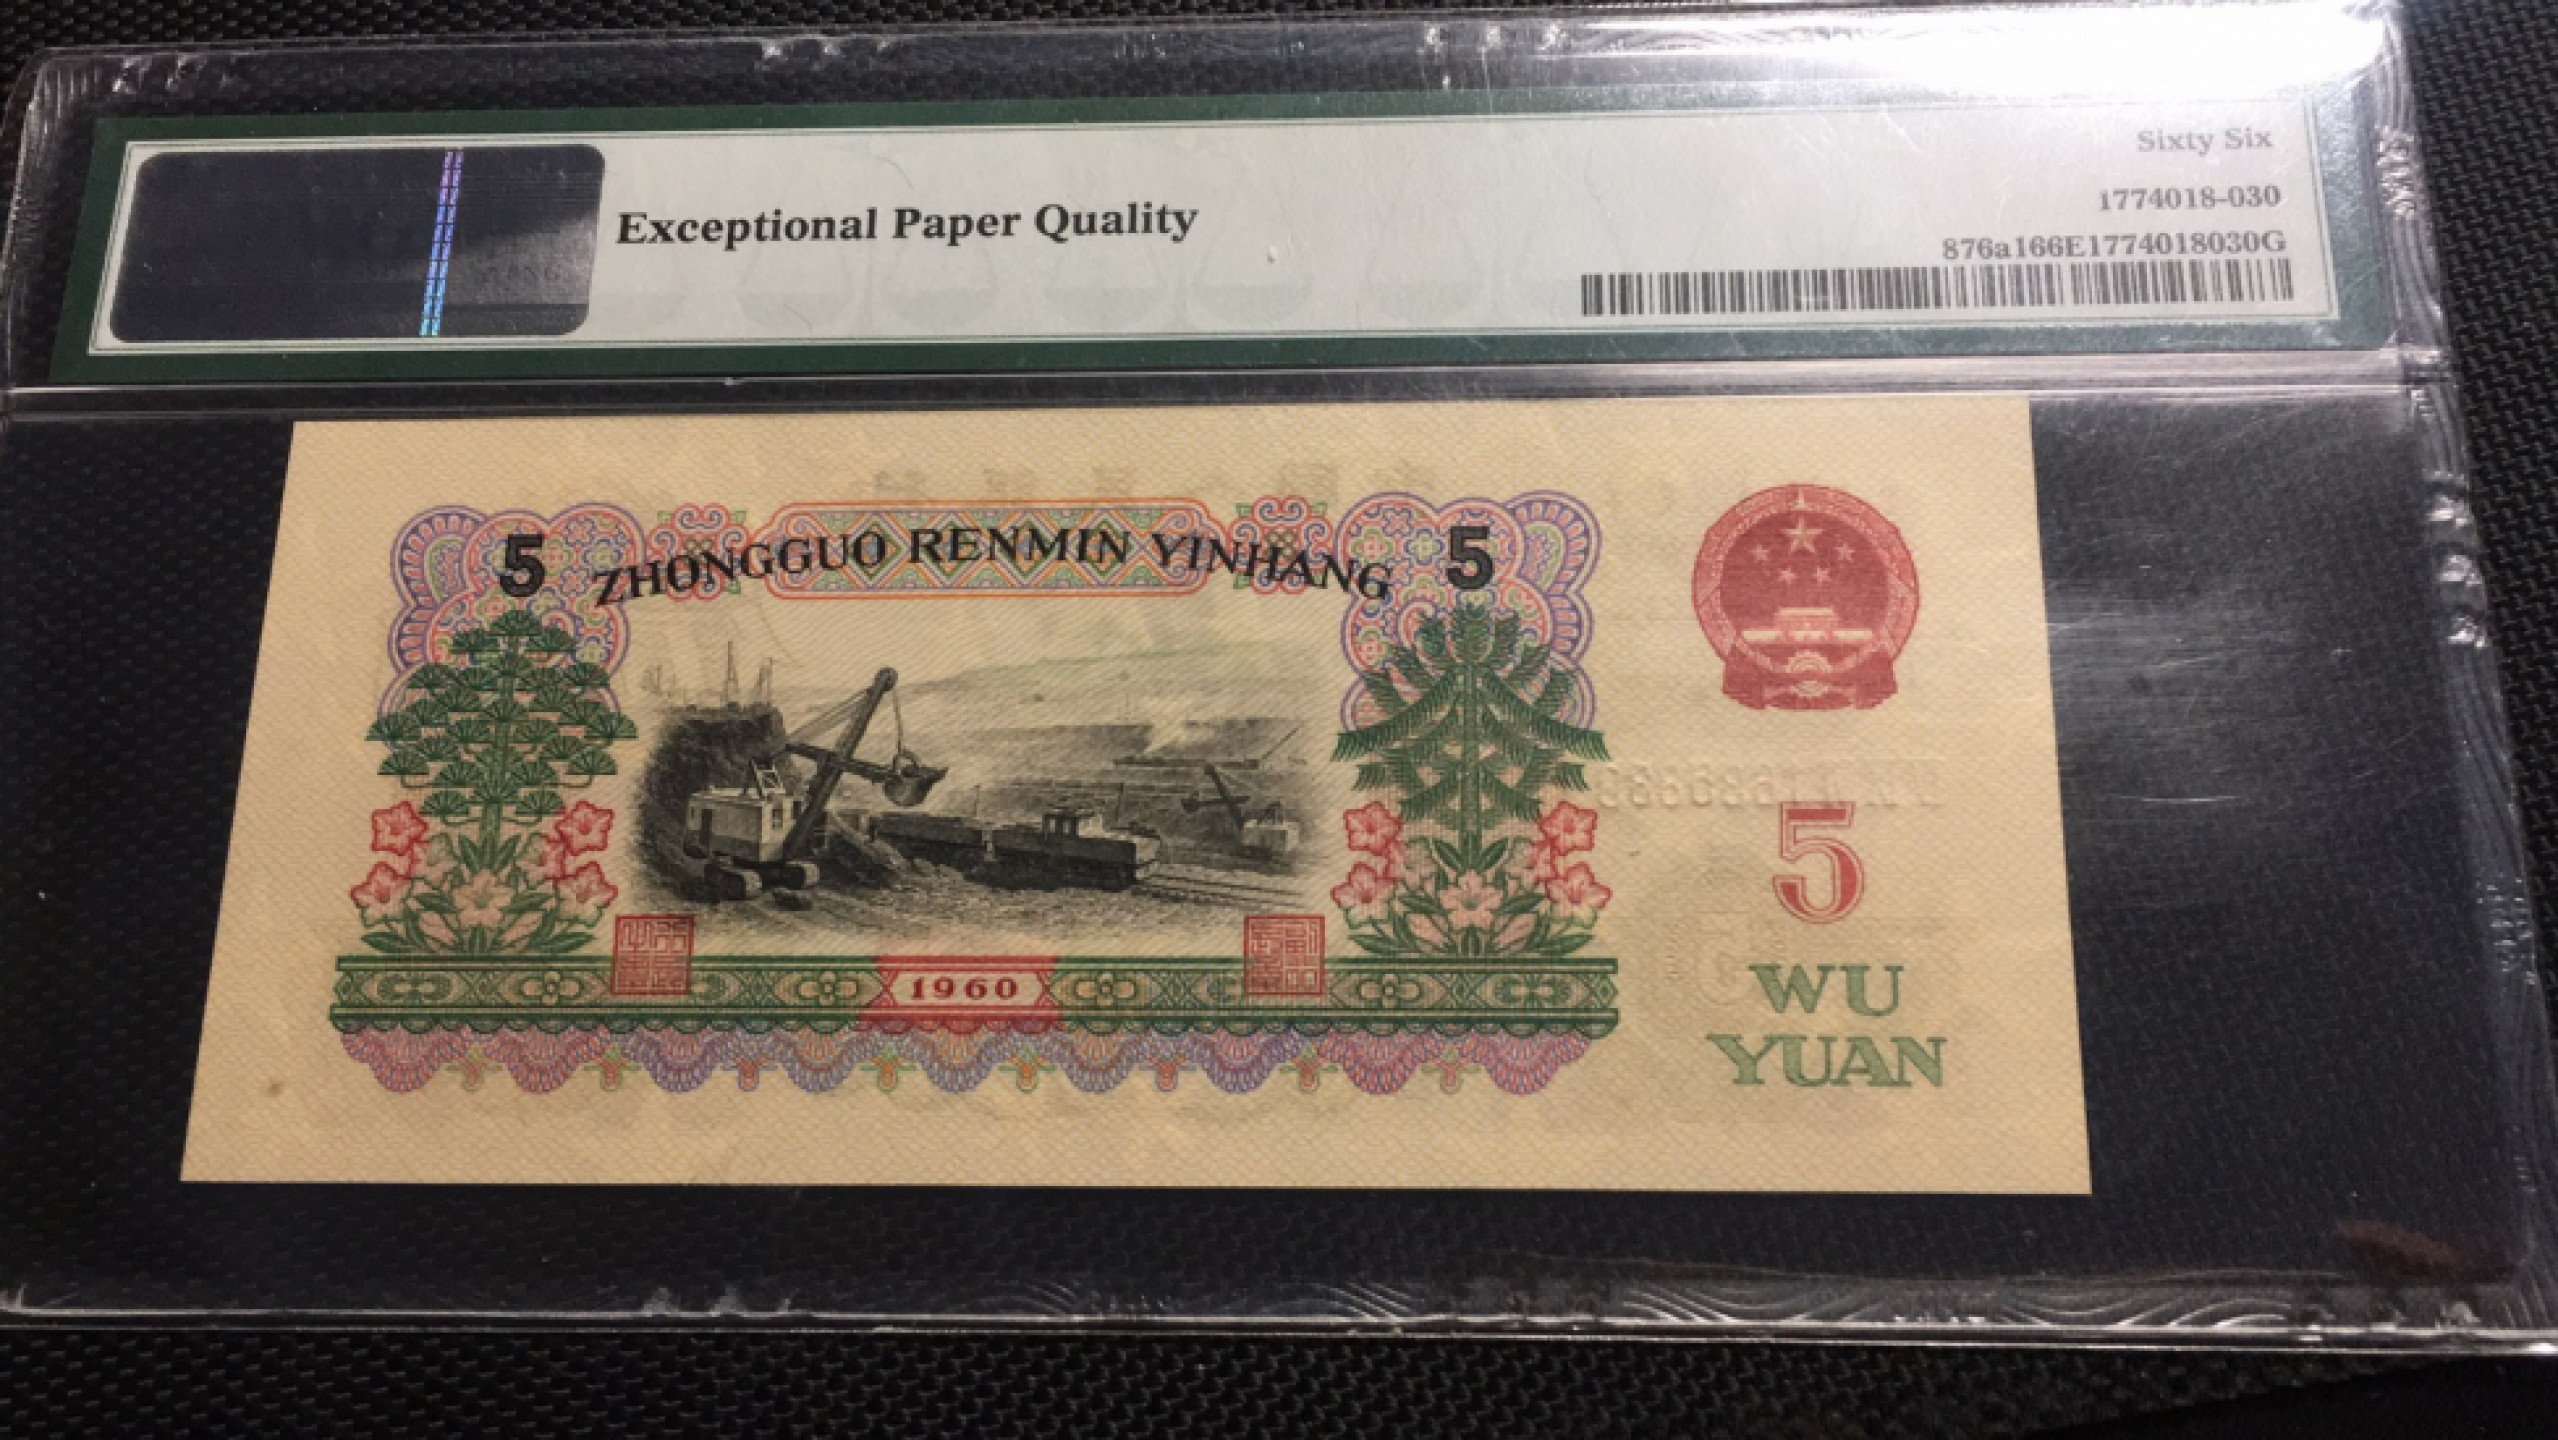 Sixty Six
1774018-030
Exceptional Paper Quality
876a166E1774018030G
5 ZHONGGUO RENMIN YINHANG 5
5
1960
WU
YUAN